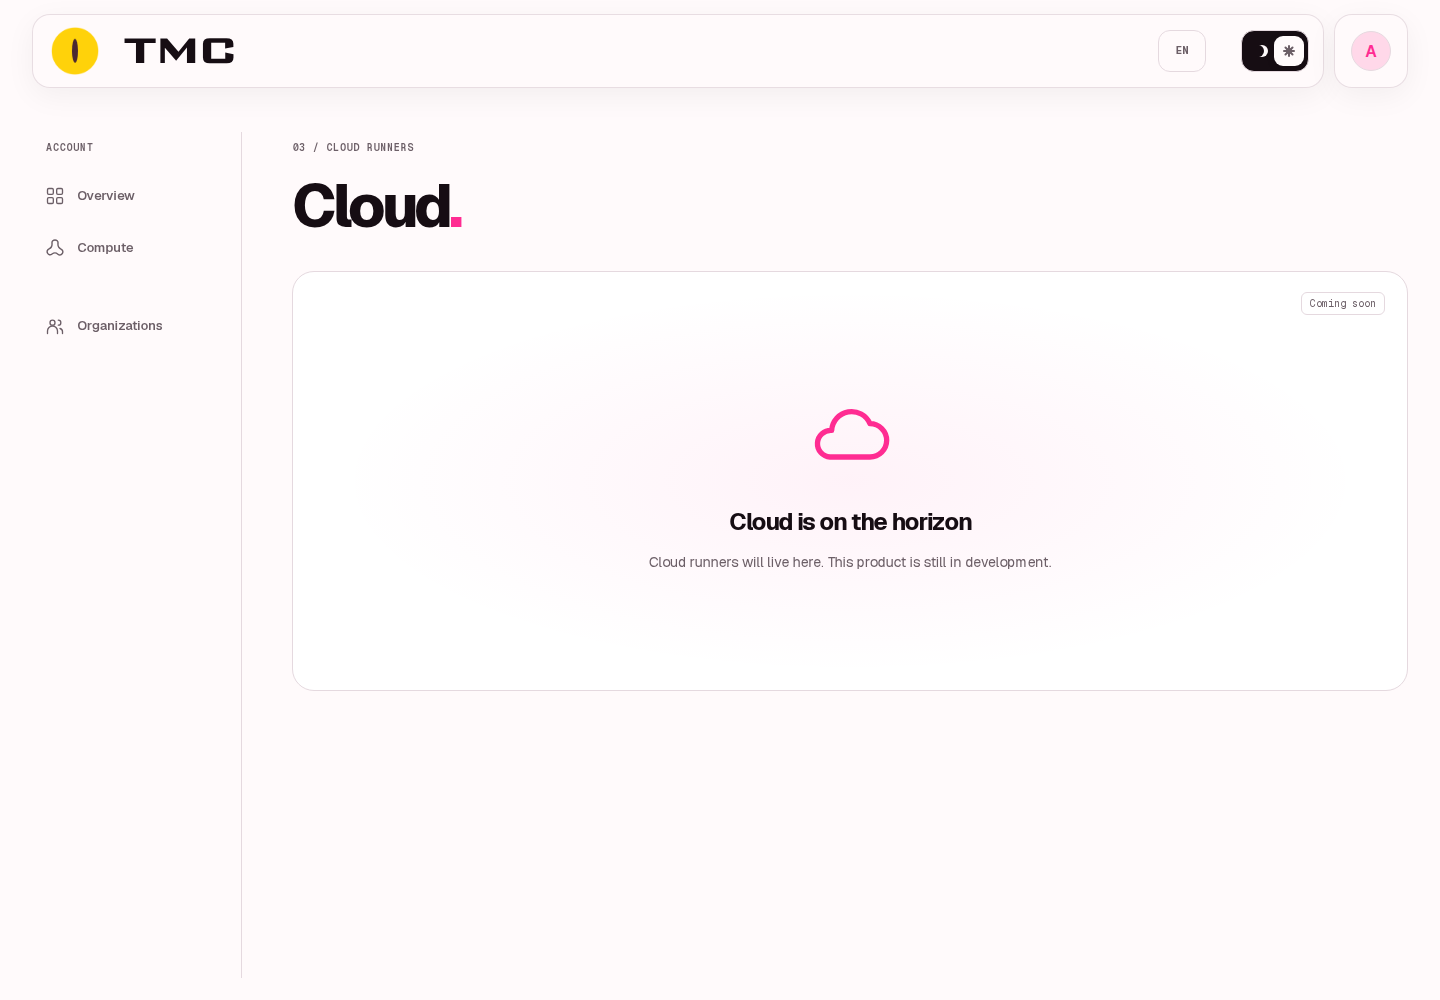 TMC
EN
A
ACCOUNT
Overview
Compute
Organizations
03 / CLOUD RUNNERS
Cloud.
Coming soon
Cloud is on the horizon
Cloud runners will live here. This product is still in development.